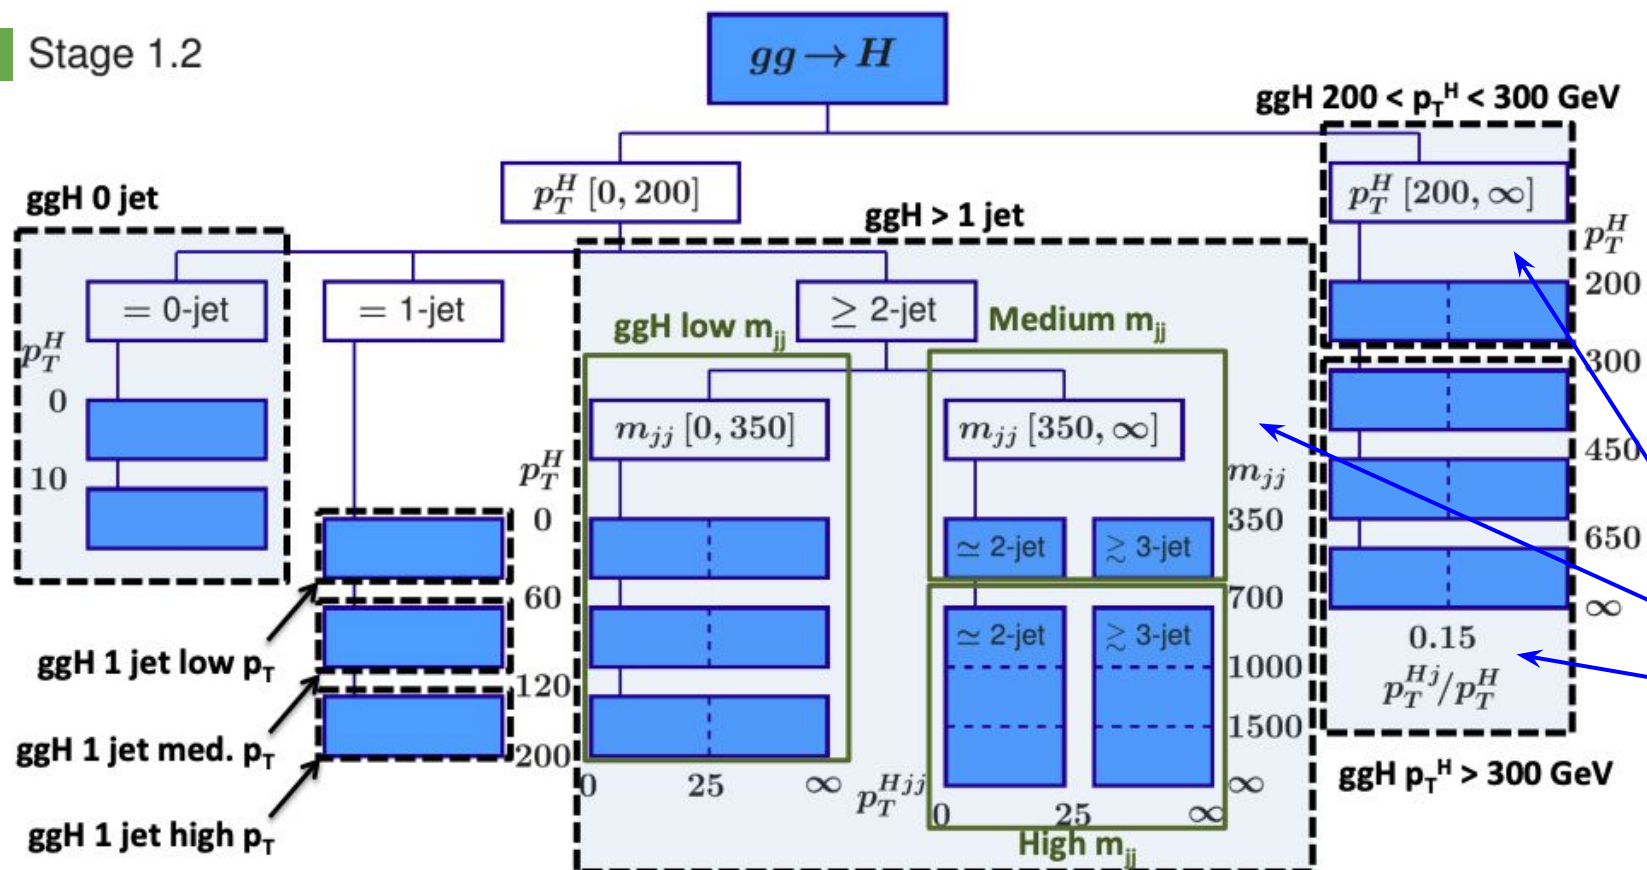 Stage 1.2
gg → H
ggH 200 < p_T^H < 300 GeV
p_T^H [0, 200]
p_T^H [200, ∞]
ggH 0 jet
ggH > 1 jet
p_T^H
200
300
450
650
∞
0.15
p_T^{Hj}/p_T^H
ggH p_T^H > 300 GeV
= 0-jet
= 1-jet
≥ 2-jet
p_T^H
0
10
ggH low m_jj
Medium m_jj
m_jj [0, 350]
m_jj [350, ∞]
p_T^H
0
60
120
200
m_jj
350
700
1000
1500
∞
≃ 2-jet
≳ 3-jet
≃ 2-jet
≳ 3-jet
ggH 1 jet low p_T
ggH 1 jet med. p_T
ggH 1 jet high p_T
0 25 ∞
p_T^{Hjj}
0 25 ∞
High m_jj